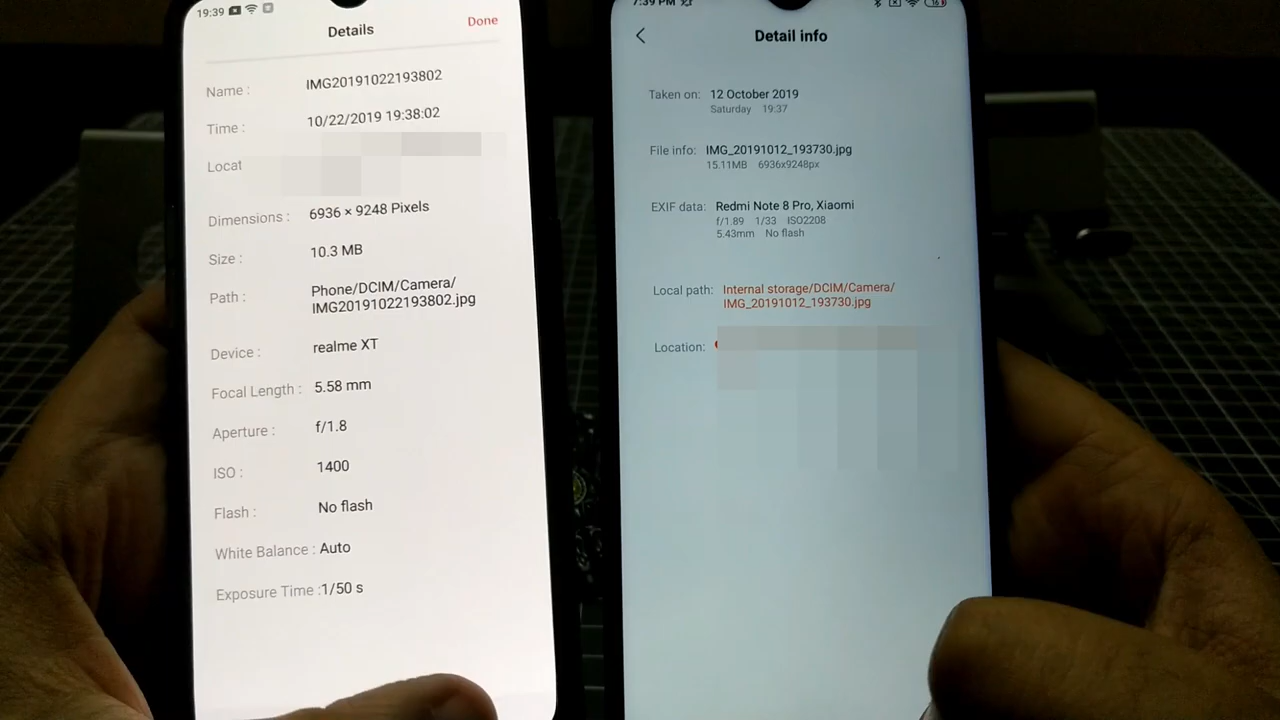 19:39
Details
Done
Name :
IMG20191022193802
Time :
10/22/2019 19:38:02
Locat
Dimensions :
6936 × 9248 Pixels
Size :
10.3 MB
Path :
Phone/DCIM/Camera/
IMG20191022193802.jpg
Device :
realme XT
Focal Length :
5.58 mm
Aperture :
f/1.8
ISO :
1400
Flash :
No flash
White Balance :
Auto
Exposure Time :
1/50 s
7:39 PM
Detail info
Taken on:
12 October 2019
Saturday 19:37
File info:
IMG_20191012_193730.jpg
15.11MB 6936x9248px
EXIF data:
Redmi Note 8 Pro, Xiaomi
f/1.89 1/33 ISO2208
5.43mm No flash
Local path:
Internal storage/DCIM/Camera/
IMG_20191012_193730.jpg
Location: